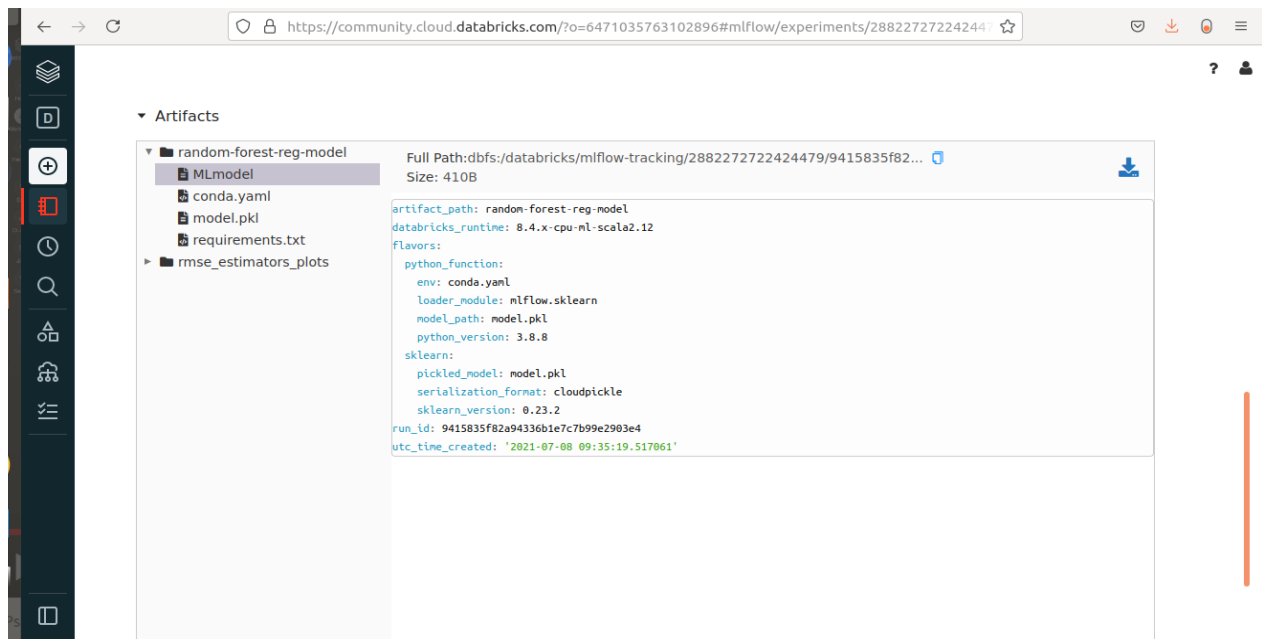 https://community.cloud.databricks.com/?o=6471035763102896#mlflow/experiments/288227272242447
?
D
Artifacts
random-forest-reg-model
MLmodel
conda.yaml
model.pkl
requirements.txt
rmse_estimators_plots
Full Path:dbfs:/databricks/mlflow-tracking/2882272722424479/9415835f82...
Size: 410B
artifact_path: random-forest-reg-model
databricks_runtime: 8.4.x-cpu-ml-scala2.12
flavors:
python_function:
env: conda.yaml
loader_module: mlflow.sklearn
model_path: model.pkl
python_version: 3.8.8
sklearn:
pickled_model: model.pkl
serialization_format: cloudpickle
sklearn_version: 0.23.2
run_id: 9415835f82a94336b1e7c7b99e2903e4
utc_time_created: '2021-07-08 09:35:19.517061'